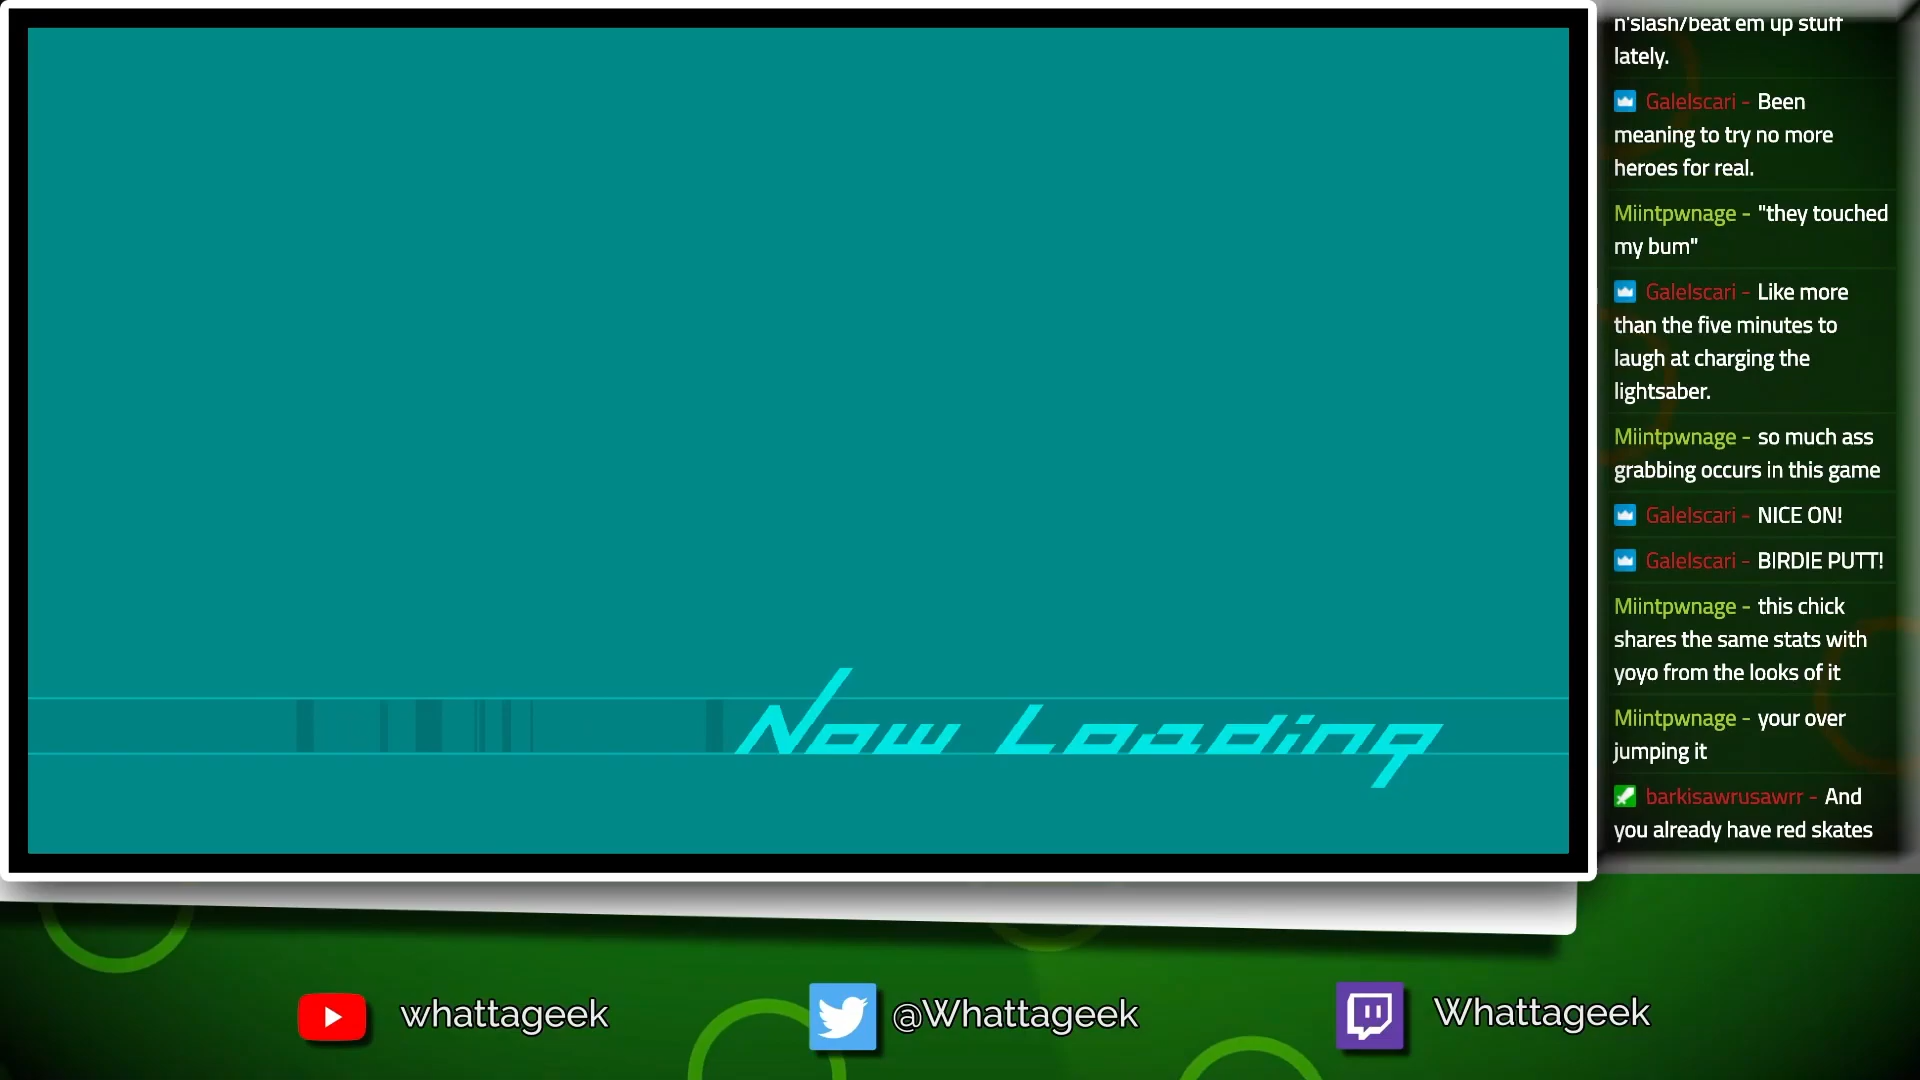 Now Loading
n'slash/beat em up stuff
lately.
GaleIscari - Been
meaning to try no more
heroes for real.
Miintpwnage - "they touched
my bum"
GaleIscari - Like more
than the five minutes to
laugh at charging the
lightsaber.
Miintpwnage - so much ass
grabbing occurs in this game
GaleIscari - NICE ON!
GaleIscari - BIRDIE PUTT!
Miintpwnage - this chick
shares the same stats with
yoyo from the looks of it
Miintpwnage - your over
jumping it
barkisawrusawrr - And
you already have red skates
whattageek
@Whattageek
Whattageek